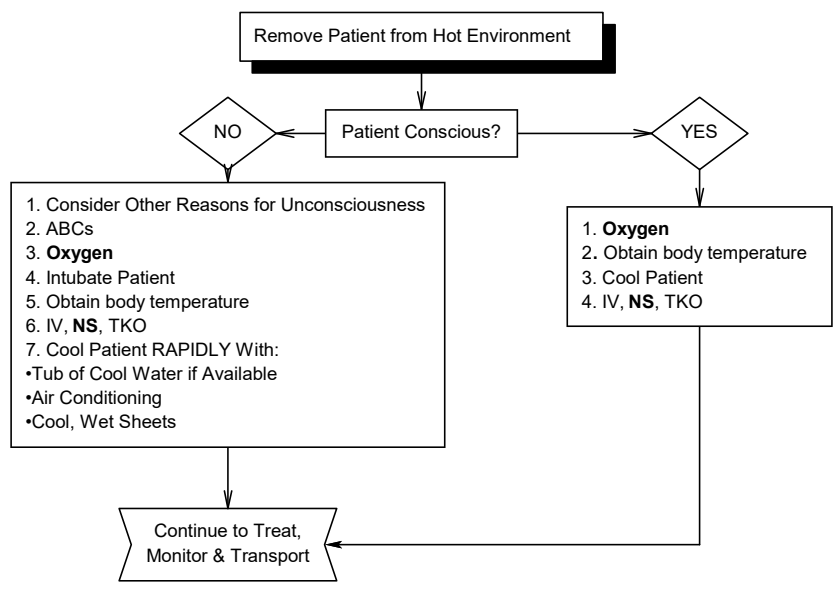 Remove Patient from Hot Environment
NO
Patient Conscious?
YES
1. Consider Other Reasons for Unconsciousness
2. ABCs
3. Oxygen
4. Intubate Patient
5. Obtain body temperature
6. IV, NS, TKO
7. Cool Patient RAPIDLY With:
•Tub of Cool Water if Available
•Air Conditioning
•Cool, Wet Sheets
1. Oxygen
2. Obtain body temperature
3. Cool Patient
4. IV, NS, TKO
Continue to Treat,
Monitor & Transport